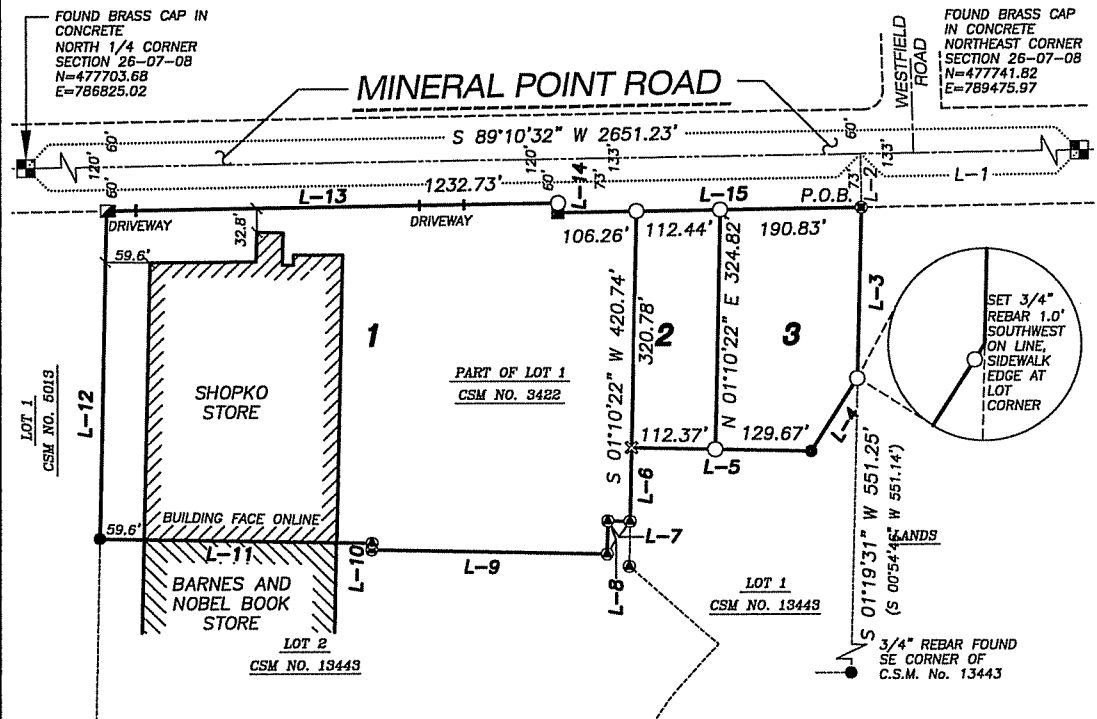 FOUND BRASS CAP IN
CONCRETE
NORTH 1/4 CORNER
SECTION 26-07-08
N=477703.68
E=786825.02
MINERAL POINT ROAD
WESTFIELD
ROAD
FOUND BRASS CAP
IN CONCRETE
NORTHEAST CORNER
SECTION 26-07-08
N=477741.82
E=789475.97
S 89°10'32" W 2651.23'
60'
120'
60'
1232.73'
120'
60'
133'
73'
60'
133'
73'
L-1
L-2
L-13
L-14
L-15
P.O.B.
DRIVEWAY
DRIVEWAY
32.8'
59.6'
106.26'
112.44'
190.83'
S 01°10'22" W 420.74'
320.78'
N 01°10'22" E 324.82'
L-3
1
2
3
SET 3/4"
REBAR 1.0'
SOUTHWEST
ON LINE,
SIDEWALK
EDGE AT
LOT
CORNER
LOT 1
CSM NO. 5013
L-12
SHOPKO
STORE
PART OF LOT 1
CSM NO. 3422
112.37'
129.67'
L-4
L-5
L-6
L-7
L-8
S 01°19'31" W 551.25'
(S 00°54'46" W 551.14')
LANDS
59.6'
BUILDING FACE ONLINE
L-11
L-10
L-9
BARNES AND
NOBEL BOOK
STORE
LOT 2
CSM NO. 13443
LOT 1
CSM NO. 13443
3/4" REBAR FOUND
SE CORNER OF
C.S.M. No. 13443